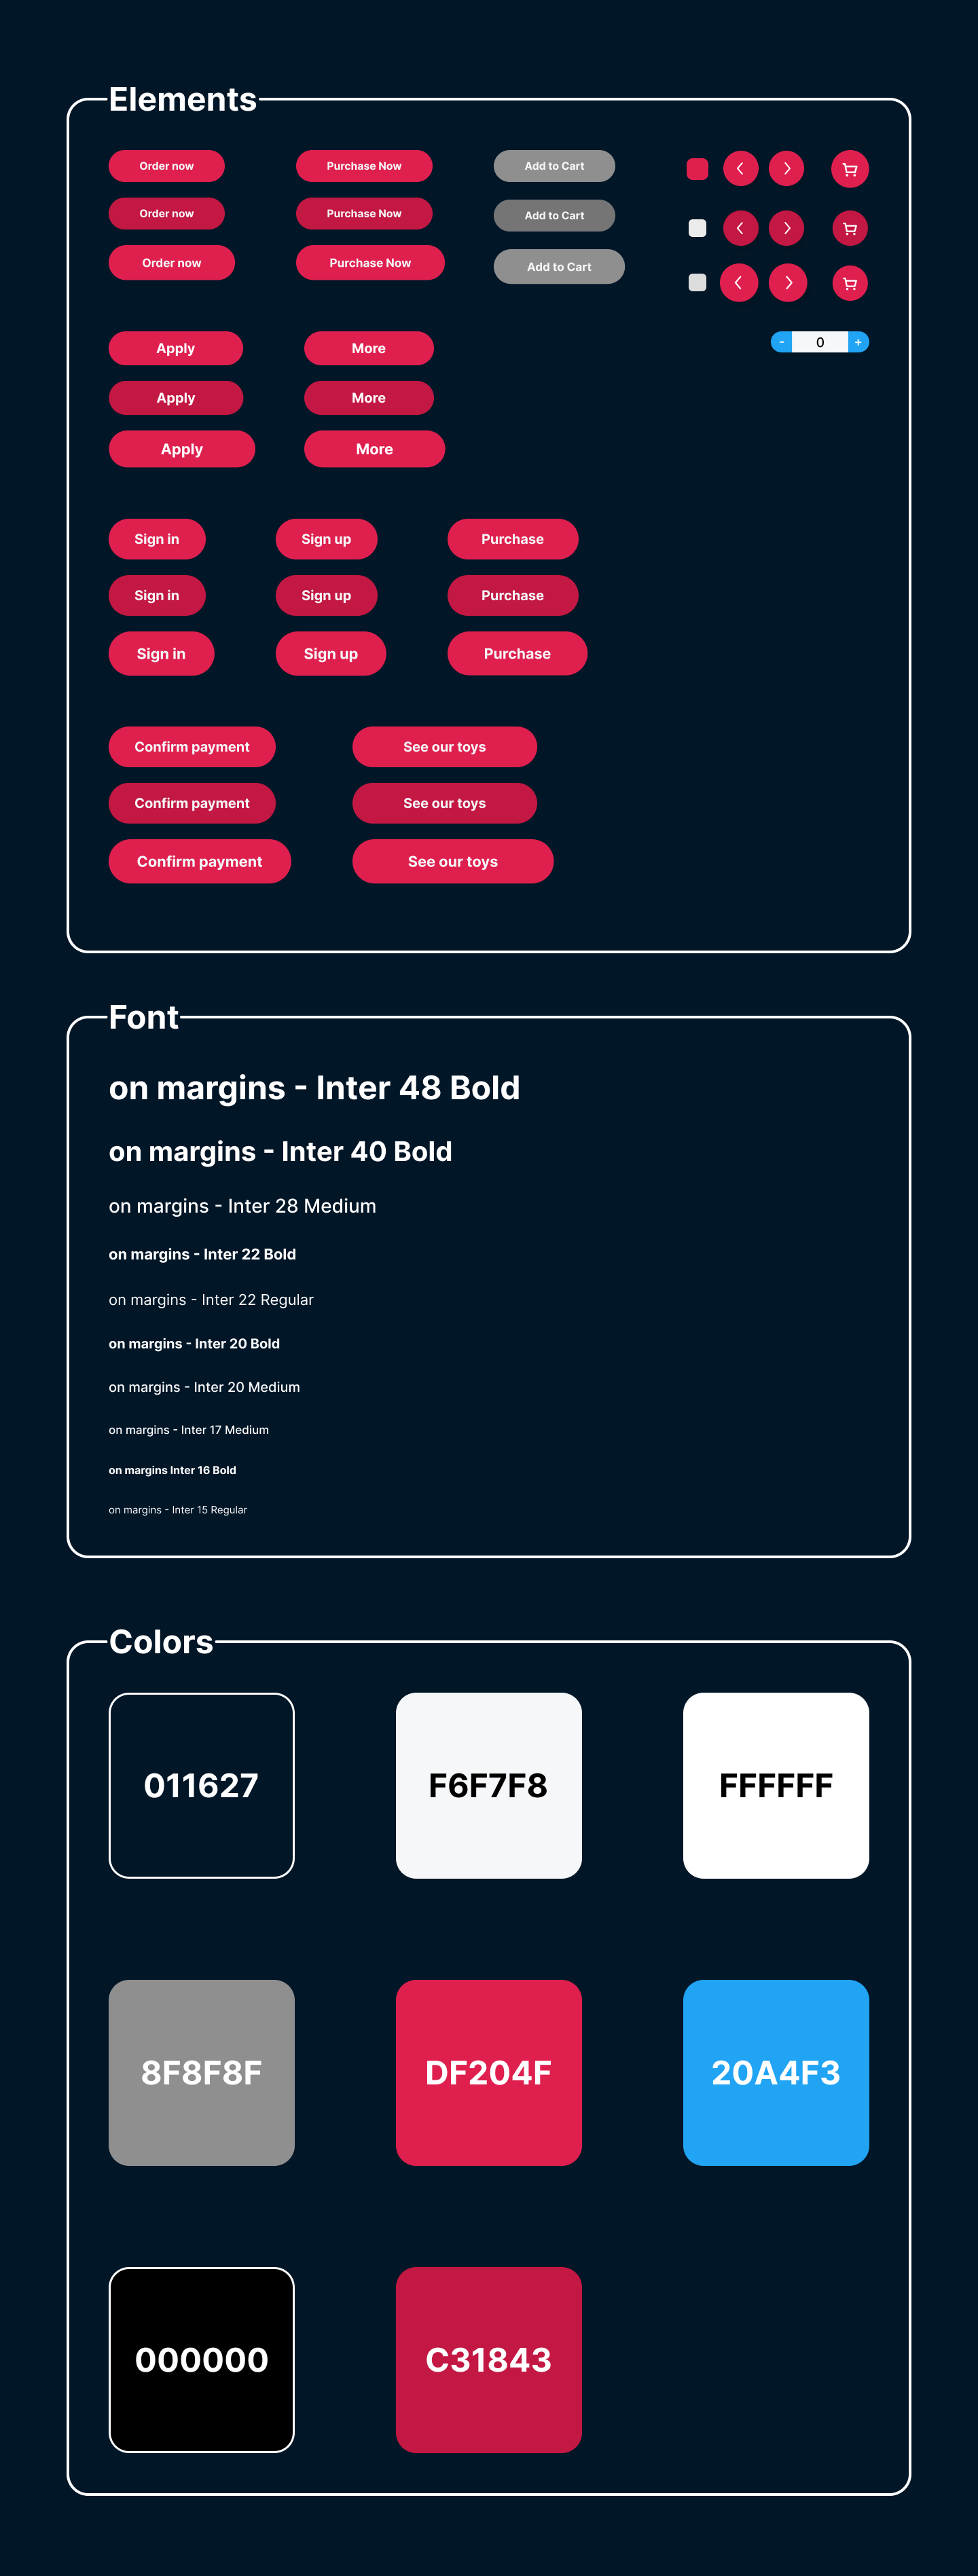 Elements
Order now Purchase Now Add to Cart
Order now Purchase Now Add to Cart
Order now Purchase Now Add to Cart
- 0 +
Apply More
Apply More
Apply More
Sign in Sign up Purchase
Sign in Sign up Purchase
Sign in Sign up Purchase
Confirm payment See our toys
Confirm payment See our toys
Confirm payment See our toys
Font
on margins - Inter 48 Bold
on margins - Inter 40 Bold
on margins - Inter 28 Medium
on margins - Inter 22 Bold
on margins - Inter 22 Regular
on margins - Inter 20 Bold
on margins - Inter 20 Medium
on margins - Inter 17 Medium
on margins Inter 16 Bold
on margins - Inter 15 Regular
Colors
011627 F6F7F8 FFFFFF
8F8F8F DF204F 20A4F3
000000 C31843